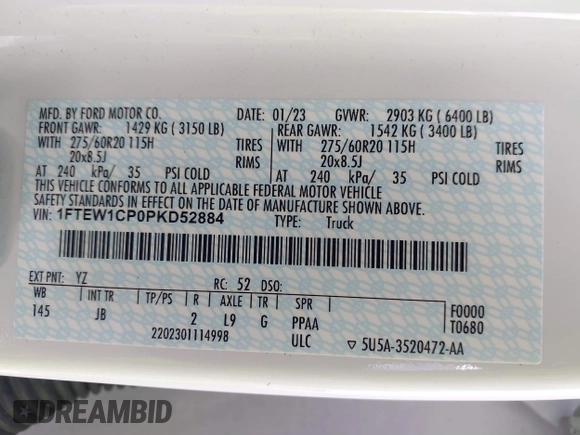 MFD. BY FORD MOTOR CO. DATE: 01/23 GVWR: 2903 KG ( 6400 LB)
FRONT GAWR: 1429 KG ( 3150 LB) REAR GAWR: 1542 KG ( 3400 LB)
WITH 275/60R20 115H TIRES WITH 275/60R20 115H TIRES
20x8.5J RIMS 20x8.5J RIMS
AT 240 kPa/ 35 PSI COLD AT 240 kPa/ 35 PSI COLD
THIS VEHICLE CONFORMS TO ALL APPLICABLE FEDERAL MOTOR VEHICLE
SAFETY STANDARDS IN EFFECT ON THE DATE OF MANUFACTURE SHOWN ABOVE.
VIN: 1FTEW1CP0PKD52884 TYPE: Truck
EXT PNT: YZ RC: 52 DSO:
WB INT TR TP/PS R AXLE TR SPR F0000
145 JB 2 L9 G PPAA T0680
2202301114998 ULC ▽ 5U5A-3520472-AA
DREAMBID